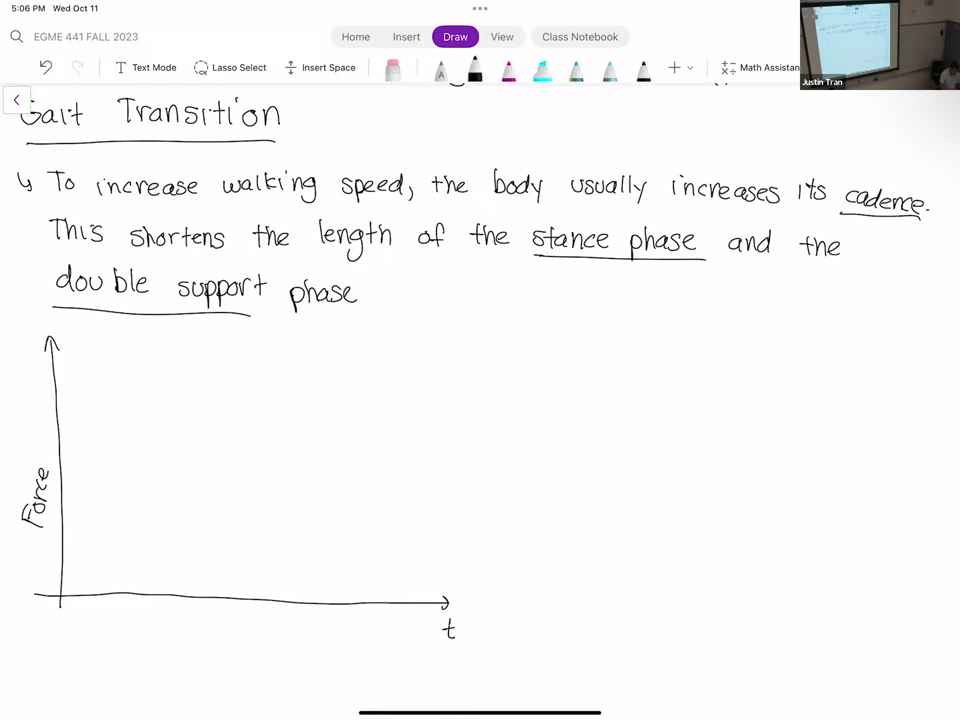 5:06 PM Wed Oct 11
EGME 441 FALL 2023
Home Insert Draw View Class Notebook
Text Mode Lasso Select Insert Space Math Assistan
Justin Tran
Gait Transition
↳ To increase walking speed, the body usually increases its cadence.
This shortens the length of the stance phase and the
double support phase
Force
t